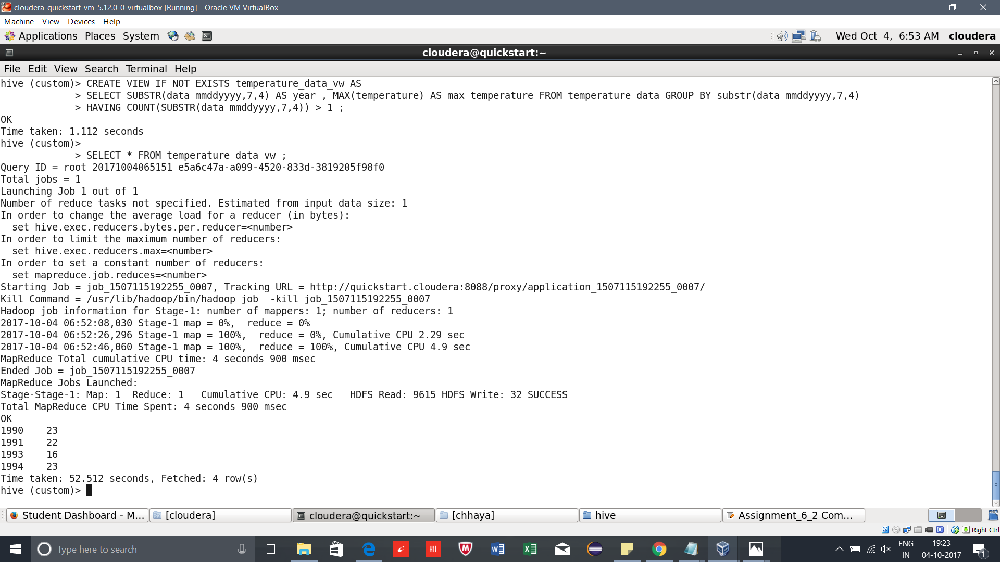 cloudera-quickstart-vm-5.12.0-0-virtualbox [Running] - Oracle VM VirtualBox
Machine View Devices Help
Applications Places System Wed Oct 4, 6:53 AM cloudera
cloudera@quickstart:~
File Edit View Search Terminal Help
hive (custom)> CREATE VIEW IF NOT EXISTS temperature_data_vw AS
> SELECT SUBSTR(data_mmddyyyy,7,4) AS year , MAX(temperature) AS max_temperature FROM temperature_data GROUP BY substr(data_mmddyyyy,7,4)
> HAVING COUNT(SUBSTR(data_mmddyyyy,7,4)) > 1 ;
OK
Time taken: 1.112 seconds
hive (custom)>
> SELECT * FROM temperature_data_vw ;
Query ID = root_20171004065151_e5a6c47a-a099-4520-833d-3819205f98f0
Total jobs = 1
Launching Job 1 out of 1
Number of reduce tasks not specified. Estimated from input data size: 1
In order to change the average load for a reducer (in bytes):
  set hive.exec.reducers.bytes.per.reducer=<number>
In order to limit the maximum number of reducers:
  set hive.exec.reducers.max=<number>
In order to set a constant number of reducers:
  set mapreduce.job.reduces=<number>
Starting Job = job_1507115192255_0007, Tracking URL = http://quickstart.cloudera:8088/proxy/application_1507115192255_0007/
Kill Command = /usr/lib/hadoop/bin/hadoop job  -kill job_1507115192255_0007
Hadoop job information for Stage-1: number of mappers: 1; number of reducers: 1
2017-10-04 06:52:08,030 Stage-1 map = 0%,  reduce = 0%
2017-10-04 06:52:26,296 Stage-1 map = 100%,  reduce = 0%, Cumulative CPU 2.29 sec
2017-10-04 06:52:46,060 Stage-1 map = 100%,  reduce = 100%, Cumulative CPU 4.9 sec
MapReduce Total cumulative CPU time: 4 seconds 900 msec
Ended Job = job_1507115192255_0007
MapReduce Jobs Launched:
Stage-Stage-1: Map: 1  Reduce: 1   Cumulative CPU: 4.9 sec   HDFS Read: 9615 HDFS Write: 32 SUCCESS
Total MapReduce CPU Time Spent: 4 seconds 900 msec
OK
1990    23
1991    22
1993    16
1994    23
Time taken: 52.512 seconds, Fetched: 4 row(s)
hive (custom)>
Student Dashboard - M... [cloudera] cloudera@quickstart:~ [chhaya] hive Assignment_6_2 Com...
Right Ctrl
Type here to search
ENG
IN
19:23
04-10-2017
1